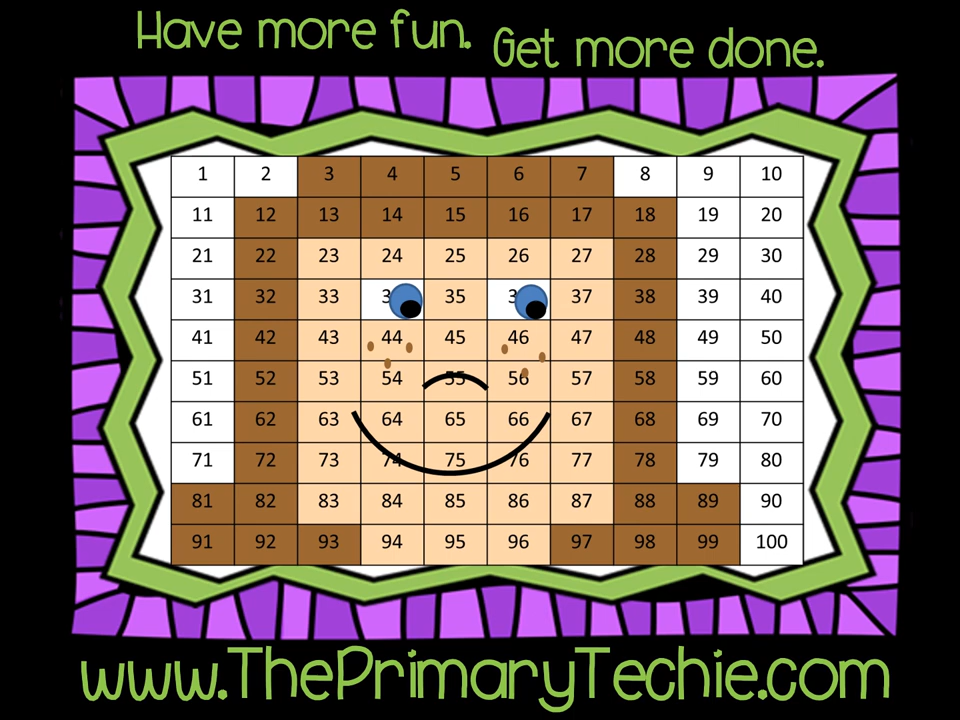 Have more fun. Get more done.
1 2 3 4 5 6 7 8 9 10
11 12 13 14 15 16 17 18 19 20
21 22 23 24 25 26 27 28 29 30
31 32 33 35 37 38 39 40
41 42 43 44 45 46 47 48 49 50
51 52 53 54 55 56 57 58 59 60
61 62 63 64 65 66 67 68 69 70
71 72 73 74 75 76 77 78 79 80
81 82 83 84 85 86 87 88 89 90
91 92 93 94 95 96 97 98 99 100
www.ThePrimaryTechie.com